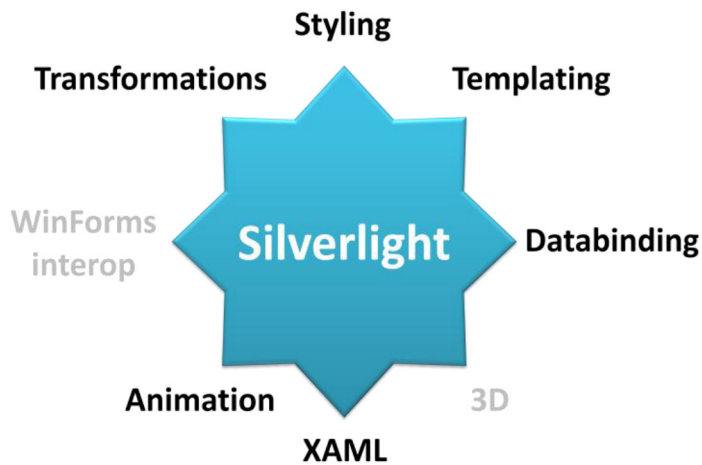 Styling
Transformations
Templating
WinForms
interop
Silverlight
Databinding
Animation
3D
XAML